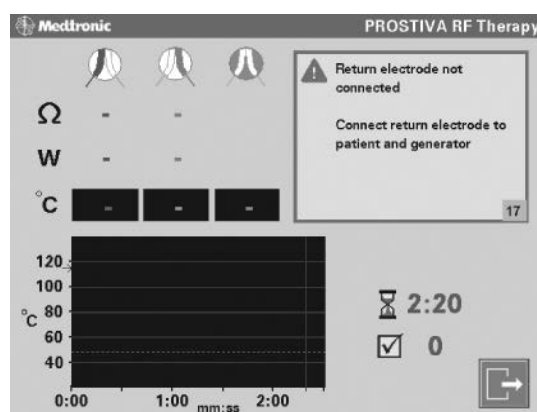 Medtronic
PROSTIVA RF Therapy
Return electrode not
connected
Connect return electrode to
patient and generator
17
Ω - -
W - -
°C - - -
120
100
°C 80
60
40
0:00 1:00 mm:ss 2:00
2:20
0